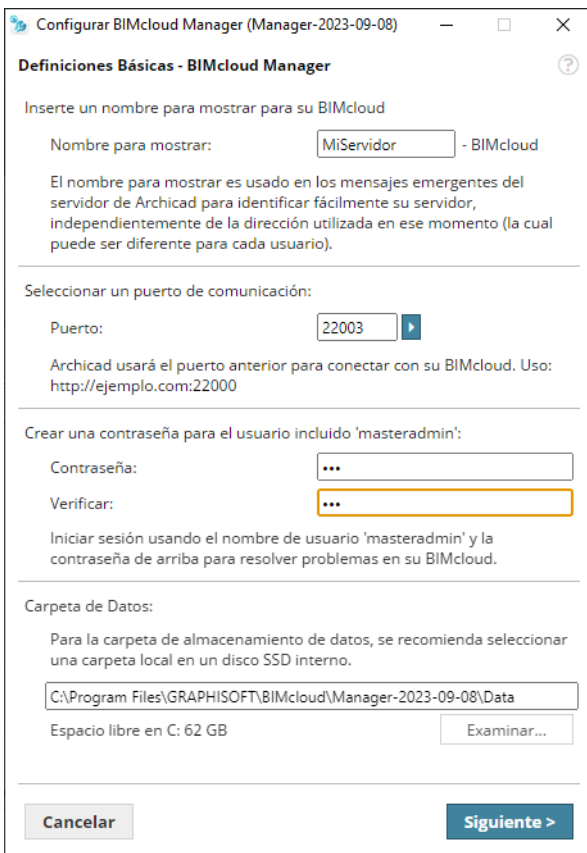 Configurar BIMcloud Manager (Manager-2023-09-08)
Definiciones Básicas - BIMcloud Manager
?
Inserte un nombre para mostrar para su BIMcloud
Nombre para mostrar: MiServidor - BIMcloud
El nombre para mostrar es usado en los mensajes emergentes del
servidor de Archicad para identificar fácilmente su servidor,
independientemente de la dirección utilizada en ese momento (la cual
puede ser diferente para cada usuario).
Seleccionar un puerto de comunicación:
Puerto: 22003
Archicad usará el puerto anterior para conectar con su BIMcloud. Uso:
http://ejemplo.com:22000
Crear una contraseña para el usuario incluido 'masteradmin':
Contraseña: •••
Verificar: •••
Iniciar sesión usando el nombre de usuario 'masteradmin' y la
contraseña de arriba para resolver problemas en su BIMcloud.
Carpeta de Datos:
Para la carpeta de almacenamiento de datos, se recomienda seleccionar
una carpeta local en un disco SSD interno.
C:\Program Files\GRAPHISOFT\BIMcloud\Manager-2023-09-08\Data
Espacio libre en C: 62 GB Examinar...
Cancelar Siguiente >